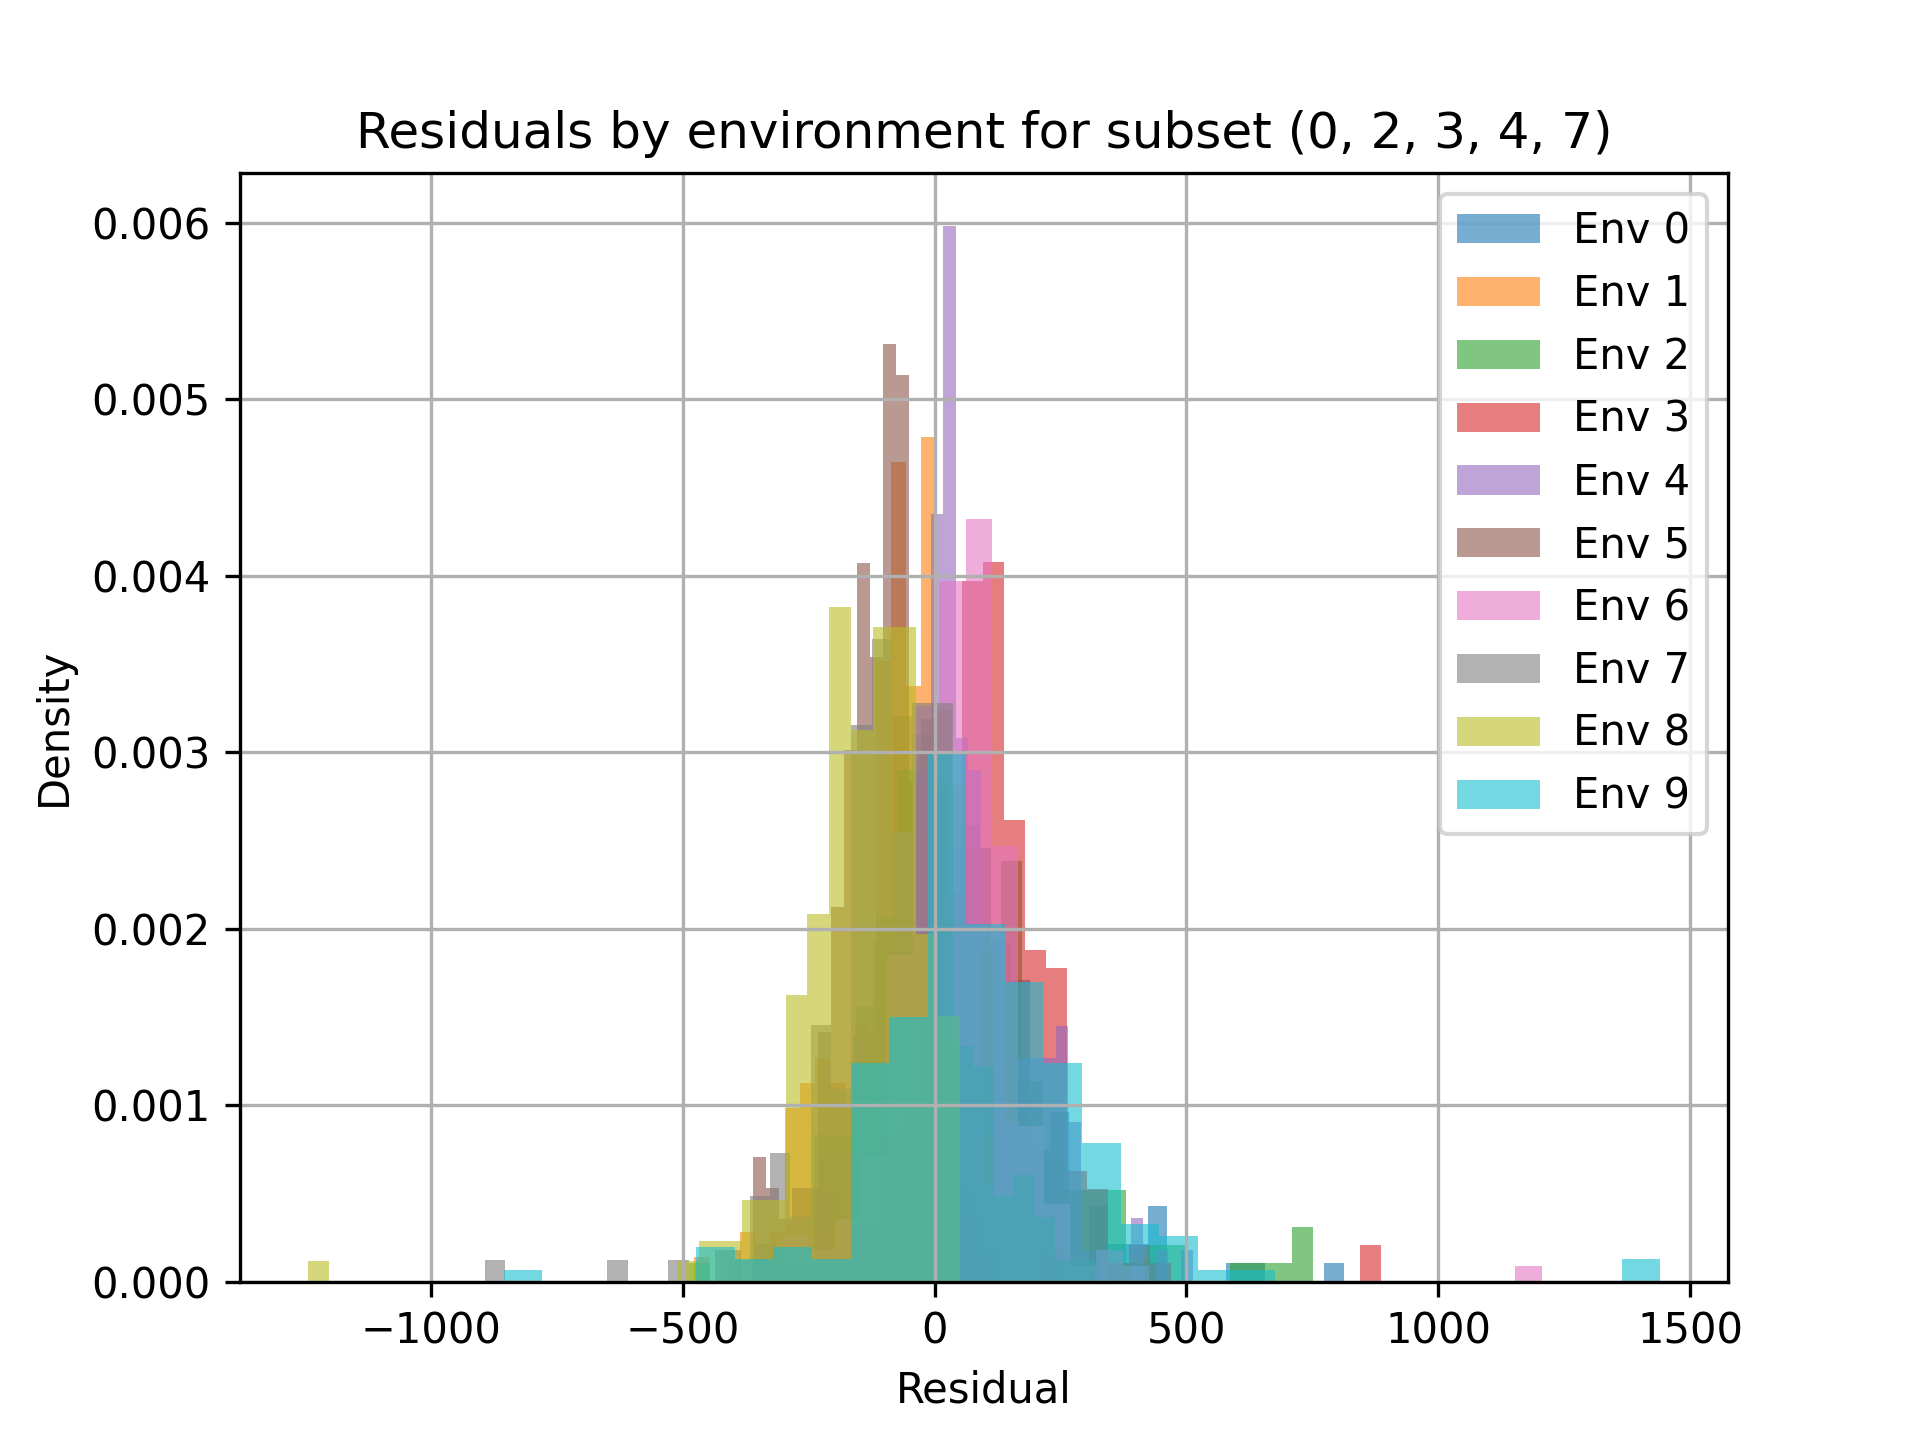 Residuals by environment for subset (0, 2, 3, 4, 7)
0.006
0.005
0.004
0.003
0.002
0.001
0.000
Density
Env 0
Env 1
Env 2
Env 3
Env 4
Env 5
Env 6
Env 7
Env 8
Env 9
−1000 −500 0 500 1000 1500
Residual